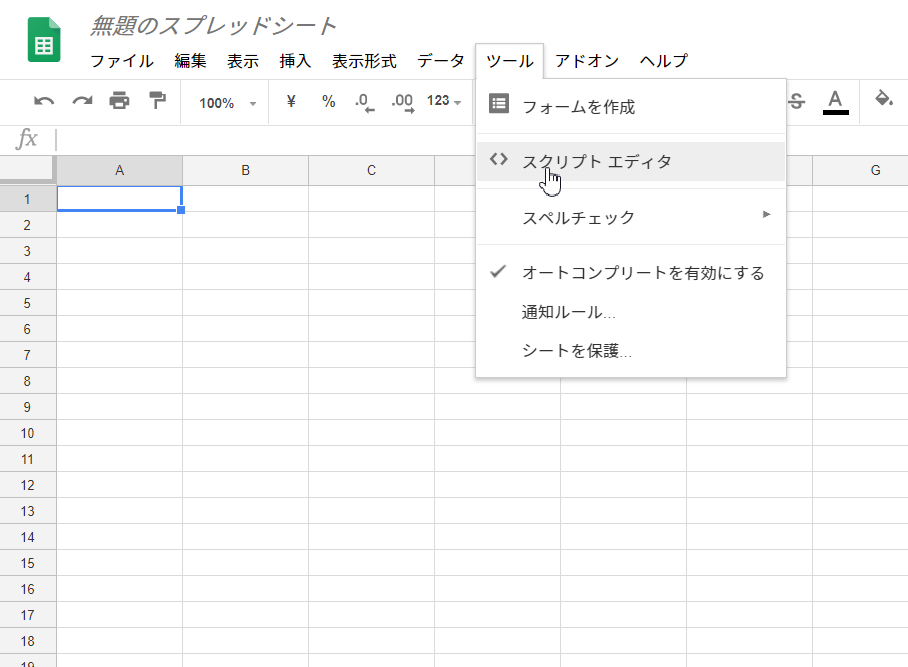 無題のスプレッドシート
ファイル 編集 表示 挿入 表示形式 データ ツール アドオン ヘルプ
100% ¥ % .0 .00 123 S A
フォームを作成
fx
スクリプト エディタ
A B C G
スペルチェック
オートコンプリートを有効にする
通知ルール...
シートを保護...
1
2
3
4
5
6
7
8
9
10
11
12
13
14
15
16
17
18
19